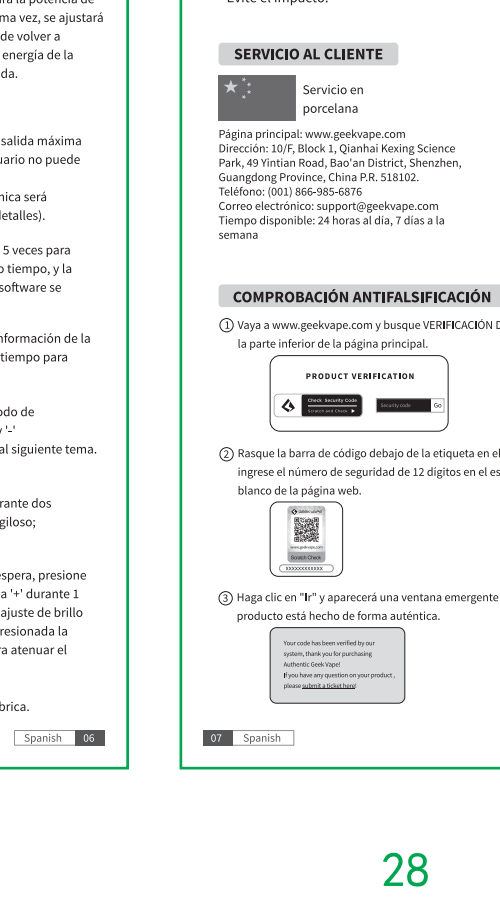 ra la potencia de
ma vez, se ajustará
de volver a
energía de la
da.
salida máxima
uario no puede
nica será
detalles).
5 veces para
o tiempo, y la
software se
nformación de la
tiempo para
odo de
y '-'
al siguiente tema.
rante dos
giloso;
espera, presione
a '+' durante 1
ajuste de brillo
resionada la
ra atenuar el
brica.
Spanish 06
Evite el impacto.
SERVICIO AL CLIENTE
Servicio en
porcelana
Página principal: www.geekvape.com
Dirección: 10/F, Block 1, Qianhai Kexing Science
Park, 49 Yintian Road, Bao'an District, Shenzhen,
Guangdong Province, China P.R. 518102.
Teléfono: (001) 866-985-6876
Correo electrónico: support@geekvape.com
Tiempo disponible: 24 horas al día, 7 días a la
semana
COMPROBACIÓN ANTIFALSIFICACIÓN
① Vaya a www.geekvape.com y busque VERIFICACIÓN D
la parte inferior de la página principal.
PRODUCT VERIFICATION
Check Security Code
Scratch and Check ▶
Security code Go
② Rasque la barra de código debajo de la etiqueta en el
ingrese el número de seguridad de 12 dígitos en el es
blanco de la página web.
GEEK VAPE
www.geekvape.com
Scratch Check
XXXXXXXXXXXX
③ Haga clic en "Ir" y aparecerá una ventana emergente
producto está hecho de forma auténtica.
Your code has been verified by our
system, thank you for purchasing
Authentic Geek Vape!
If you have any question on your product ,
please submit a ticket here!
07 Spanish
28